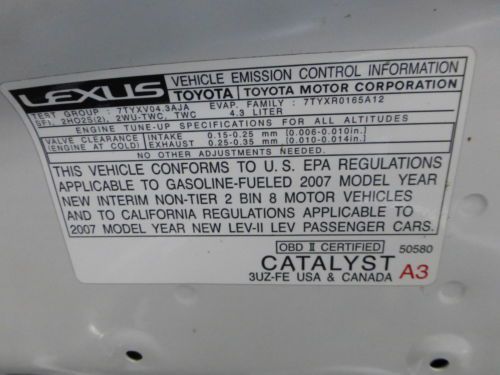 LEXUS VEHICLE EMISSION CONTROL INFORMATION
TOYOTA TOYOTA MOTOR CORPORATION
TEST GROUP : 7TYXV04.3AJA EVAP. FAMILY : 7TYXR0165A12
SFI, 2HO2S(2), 2WU-TWC, TWC 4.3 LITER
ENGINE TUNE-UP SPECIFICATIONS FOR ALL ALTITUDES
VALVE CLEARANCE INTAKE 0.15-0.25 mm (0.006-0.010in.)
(ENGINE AT COLD) EXHAUST 0.25-0.35 mm (0.010-0.014in.)
NO OTHER ADJUSTMENTS NEEDED.
THIS VEHICLE CONFORMS TO U.S. EPA REGULATIONS
APPLICABLE TO GASOLINE-FUELED 2007 MODEL YEAR
NEW INTERIM NON-TIER 2 BIN 8 MOTOR VEHICLES
AND TO CALIFORNIA REGULATIONS APPLICABLE TO
2007 MODEL YEAR NEW LEV-II LEV PASSENGER CARS.
OBD II CERTIFIED 50580
CATALYST A3
3UZ-FE USA & CANADA